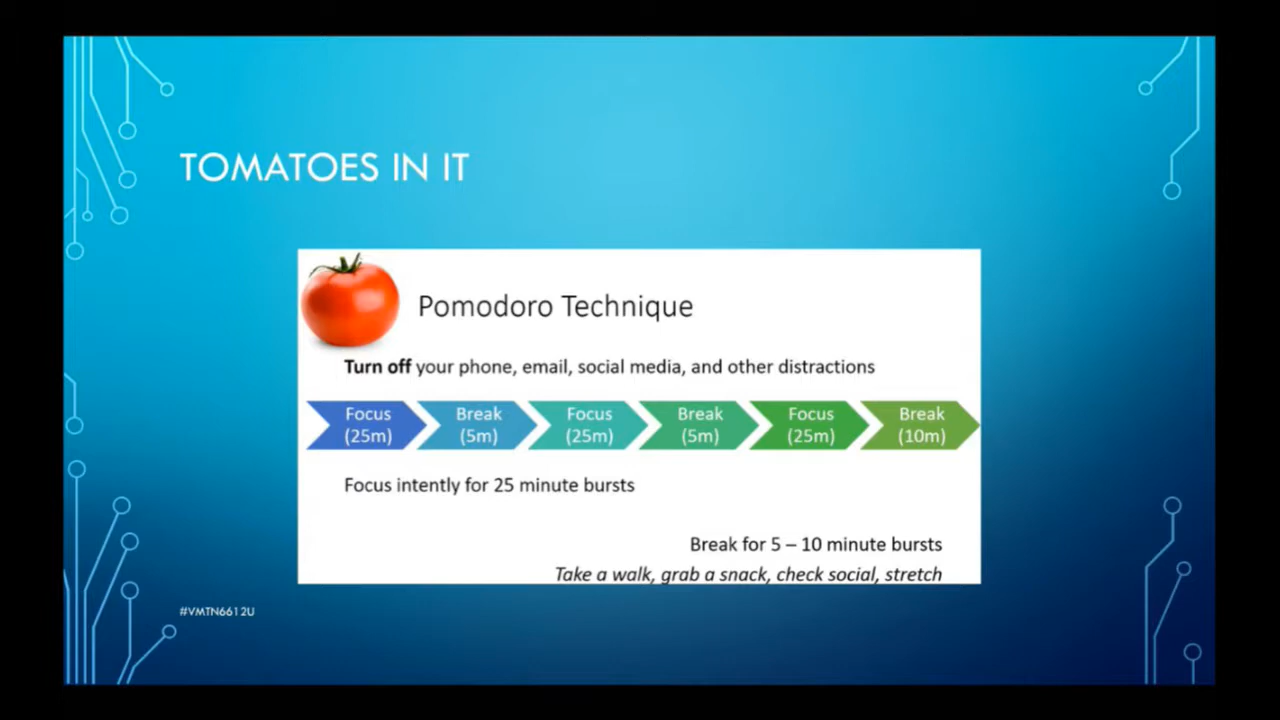 TOMATOES IN IT
Pomodoro Technique
Turn off your phone, email, social media, and other distractions
Focus (25m)
Break (5m)
Focus (25m)
Break (5m)
Focus (25m)
Break (10m)
Focus intently for 25 minute bursts
Break for 5 – 10 minute bursts
Take a walk, grab a snack, check social, stretch
#VMTN6612U